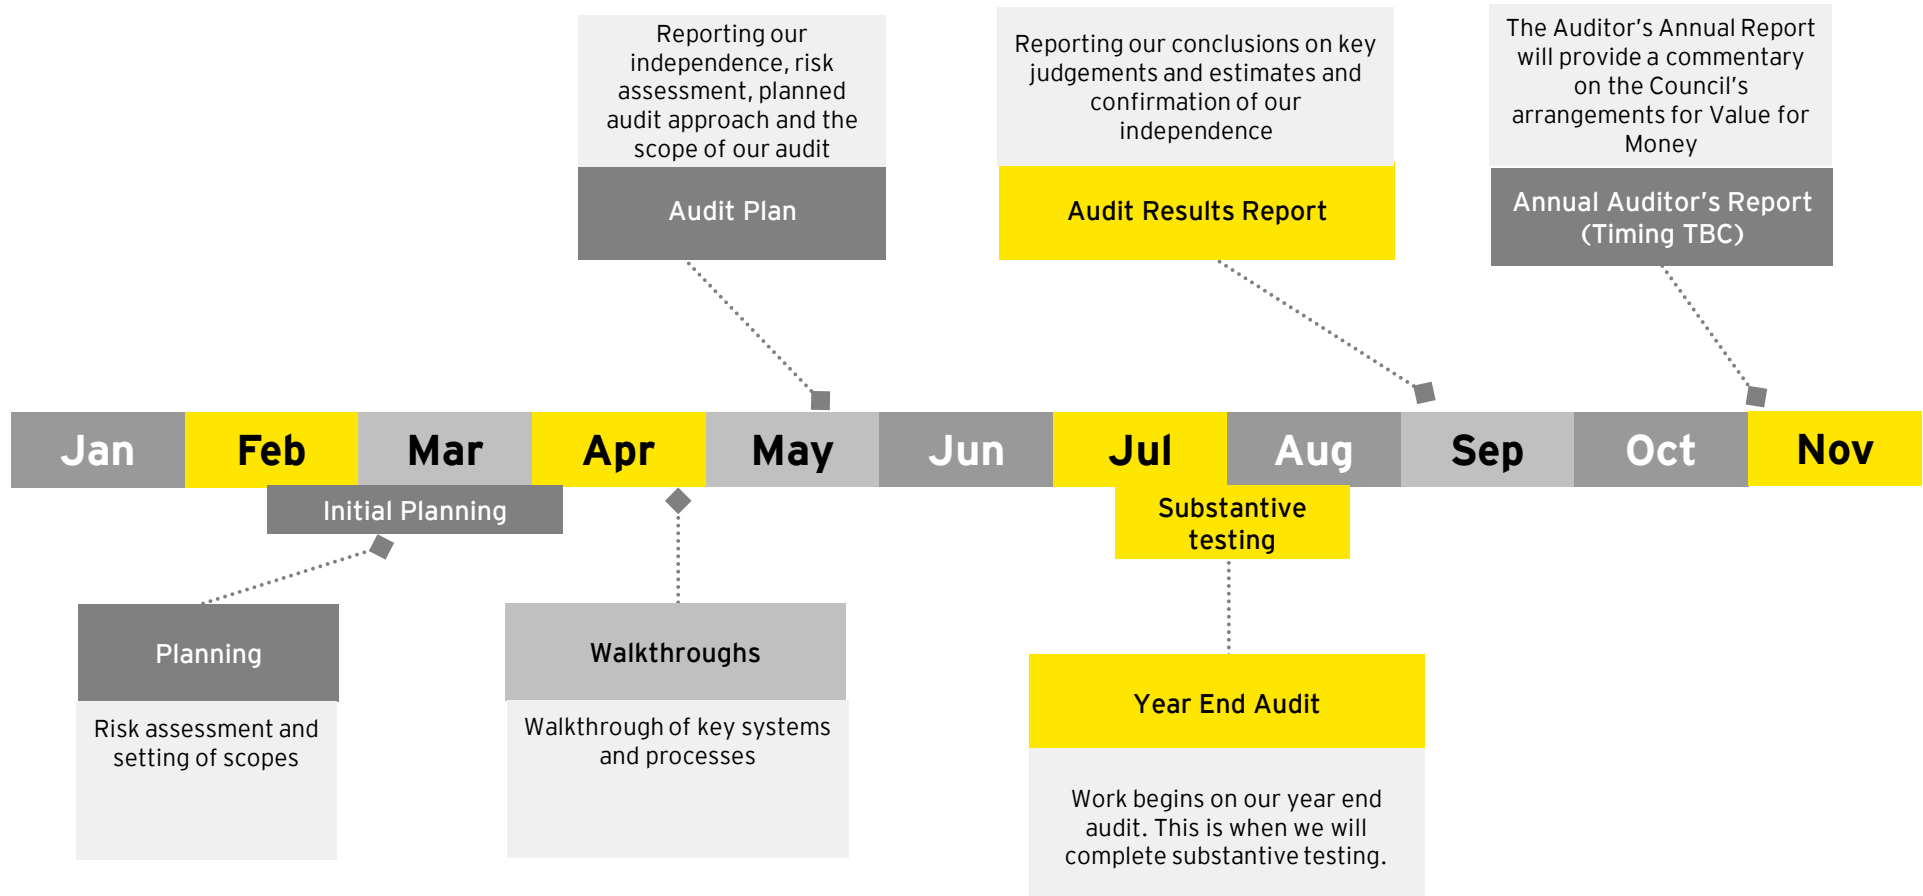 Reporting our
independence, risk
assessment, planned
audit approach and the
scope of our audit
Audit Plan
Reporting our conclusions on key
judgements and estimates and
confirmation of our
independence
Audit Results Report
The Auditor’s Annual Report
will provide a commentary
on the Council’s
arrangements for Value for
Money
Annual Auditor’s Report
(Timing TBC)
Jan Feb Mar Apr May Jun Jul Aug Sep Oct Nov
Initial Planning
Substantive
testing
Planning
Risk assessment and
setting of scopes
Walkthroughs
Walkthrough of key systems
and processes
Year End Audit
Work begins on our year end
audit. This is when we will
complete substantive testing.